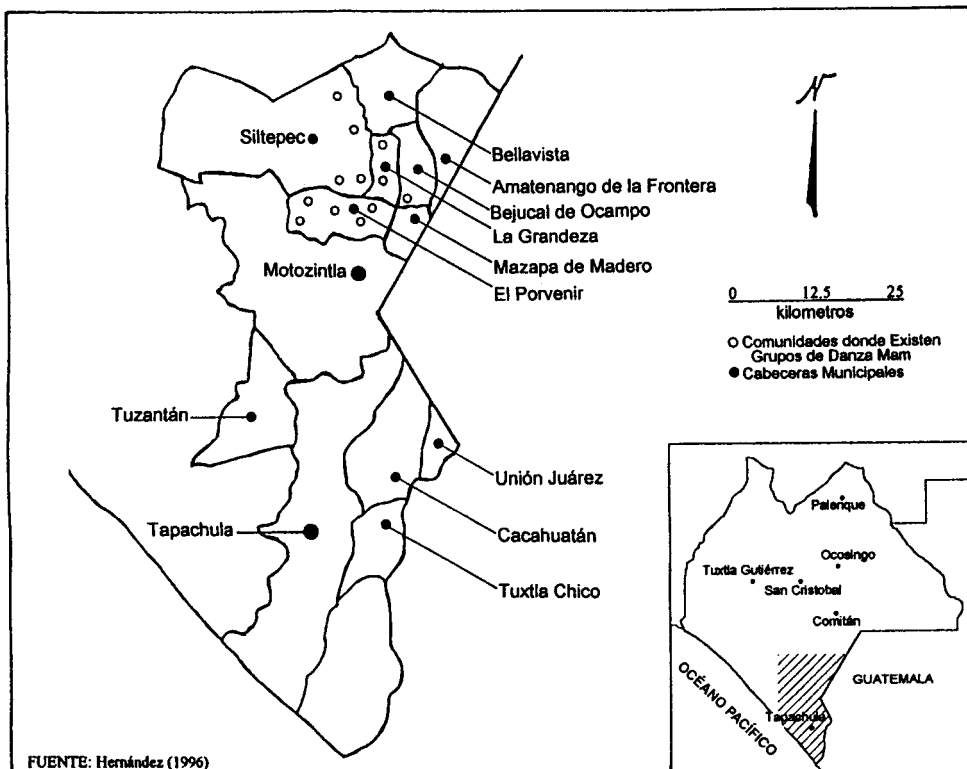 N
Siltepec
Bellavista
Amatenango de la Frontera
Bejucal de Ocampo
La Grandeza
Mazapa de Madero
El Porvenir
Motozintla
0 12.5 25
kilometros
Comunidades donde Existen
Grupos de Danza Mam
Cabeceras Municipales
Tuzantán
Unión Juárez
Tapachula
Cacahuatán
Tuxtla Chico
Palenque
Ocosingo
Tuxtla Gutiérrez
San Cristobal
Comitán
GUATEMALA
OCÉANO PACÍFICO
Tapachula
FUENTE: Hernández (1996)